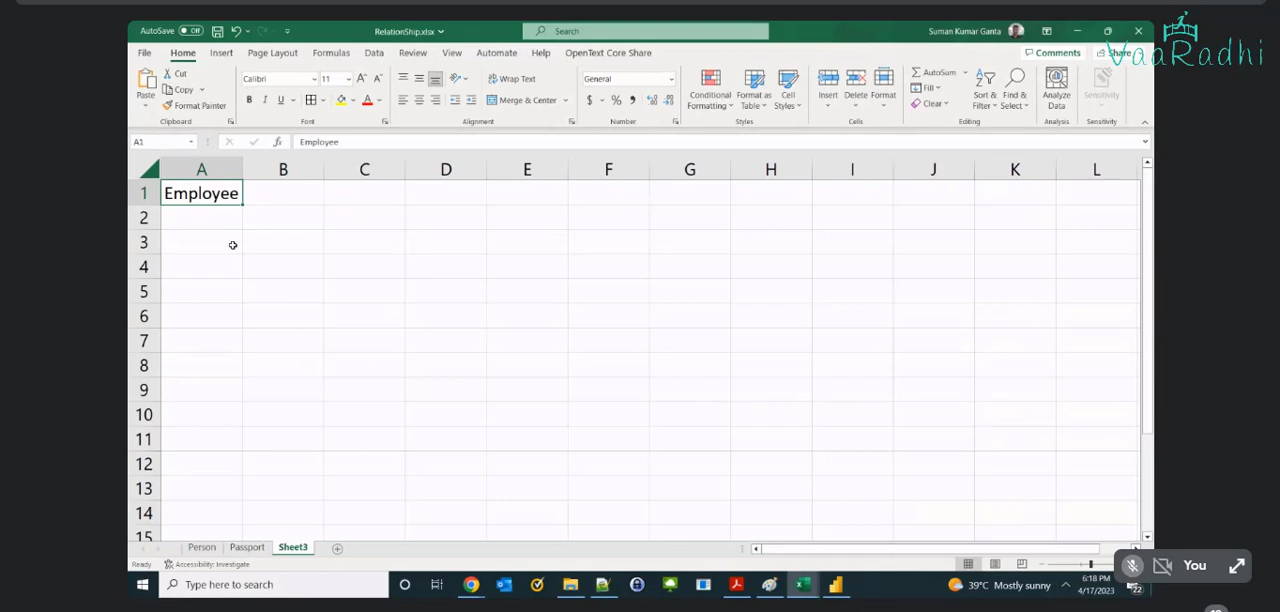 AutoSave Off
RelationShip.xlsx
Search
Suman Kumar Ganta
VaaRadhi
File Home Insert Page Layout Formulas Data Review View Automate Help OpenText Core Share
Comments Share
Paste
Cut
Copy
Format Painter
Clipboard
Calibri 11
B I U
Font
Wrap Text
Merge & Center
Alignment
General
$ % ,
Number
Conditional Formatting
Format as Table
Cell Styles
Styles
Insert Delete Format
Cells
AutoSum
Fill
Clear
Sort & Filter
Find & Select
Editing
Analyze Data
Analysis
Sensitivity
Sensitivity
A1 fx Employee
A B C D E F G H I J K L
1 Employee
2
3
4
5
6
7
8
9
10
11
12
13
14
15
Person Passport Sheet3
Ready Accessibility: Investigate
You
Type here to search
39°C Mostly sunny
6:18 PM
4/17/2023
22